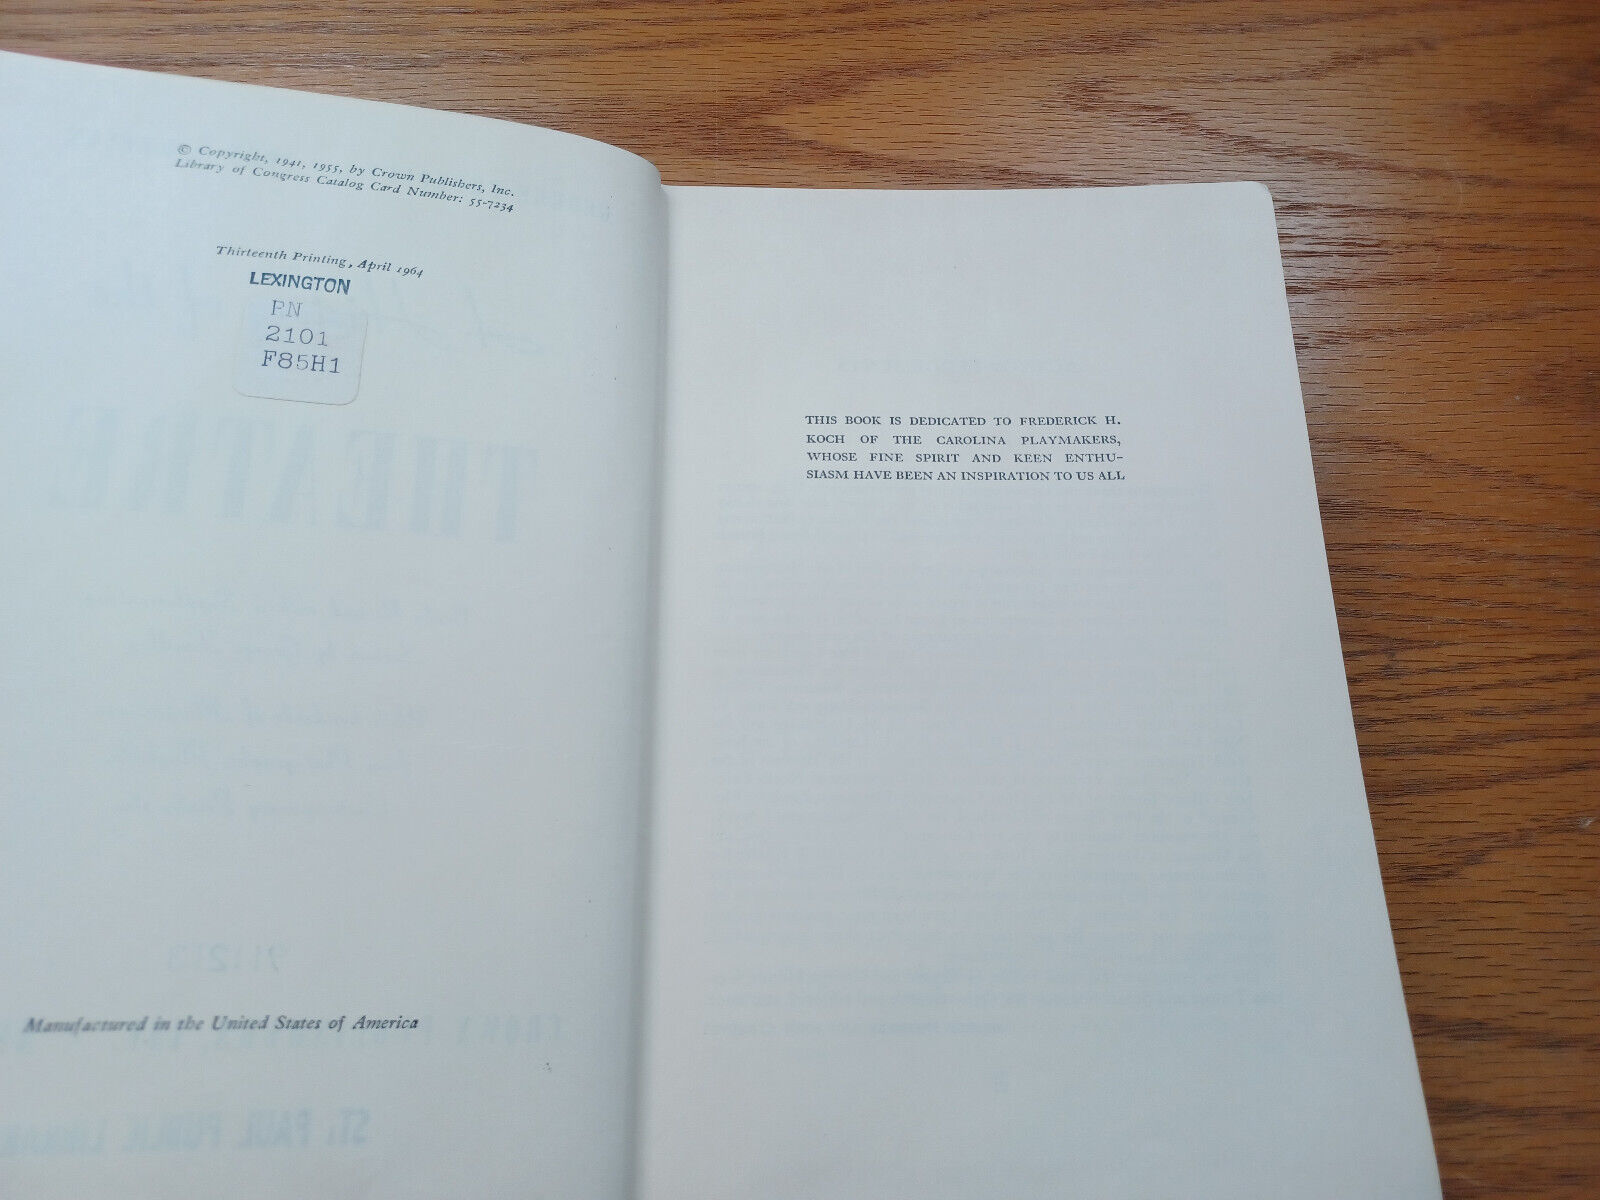 © Copyright, 1941, 1955, by Crown Publishers, Inc.
Library of Congress Catalog Card Number: 55-7234
Thirteenth Printing, April 1964
LEXINGTON
PN
2101
F85H1
Manufactured in the United States of America
THIS BOOK IS DEDICATED TO FREDERICK H.
KOCH OF THE CAROLINA PLAYMAKERS,
WHOSE FINE SPIRIT AND KEEN ENTHU-
SIASM HAVE BEEN AN INSPIRATION TO US ALL